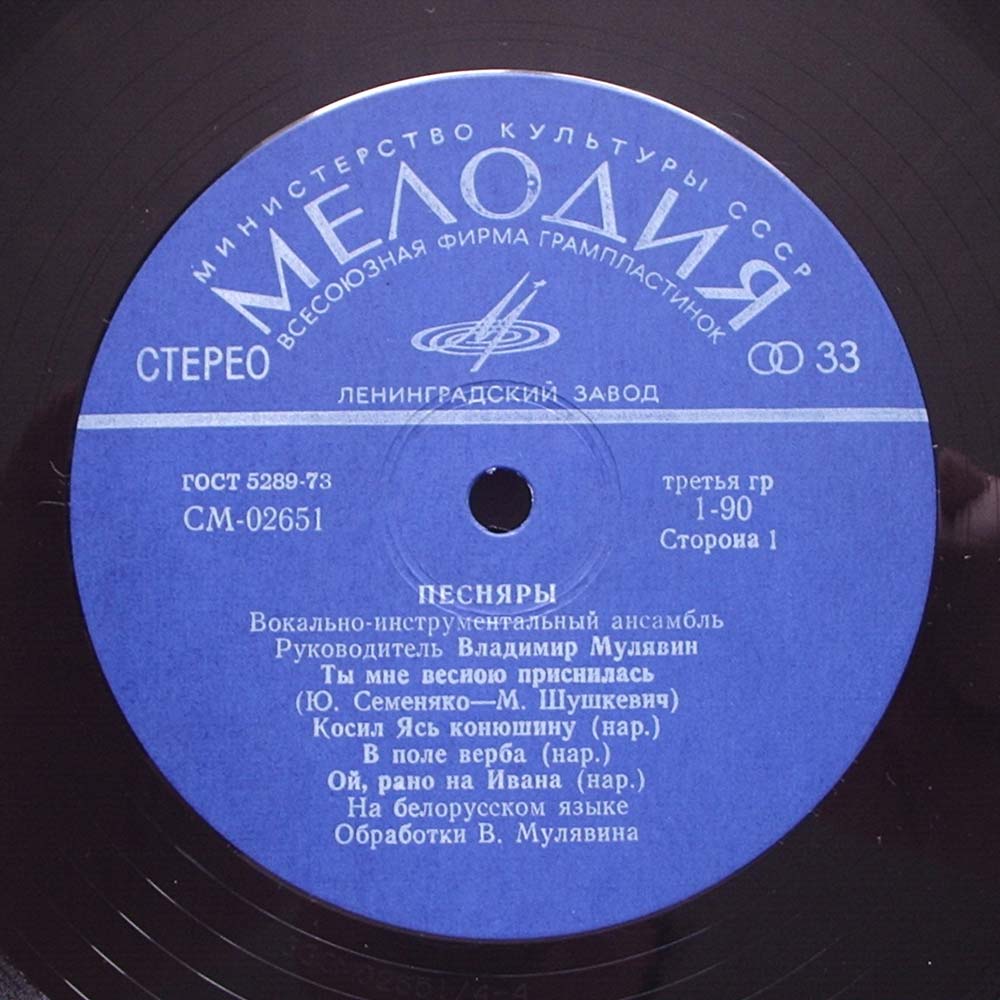 МИНИСТЕРСТВО КУЛЬТУРЫ СССР
МЕЛОДИЯ
ВСЕСОЮЗНАЯ ФИРМА ГРАМПЛАСТИНОК
СТЕРЕО
33
ЛЕНИНГРАДСКИЙ ЗАВОД
ГОСТ 5289-73
СМ-02651
третья гр
1-90
Сторона 1
ПЕСНЯРЫ
Вокально-инструментальный ансамбль
Руководитель Владимир Мулявин
Ты мне весною приснилась
(Ю. Семеняко—М. Шушкевич)
Косил Ясь конюшину (нар.)
В поле верба (нар.)
Ой, рано на Ивана (нар.)
На белорусском языке
Обработки В. Мулявина